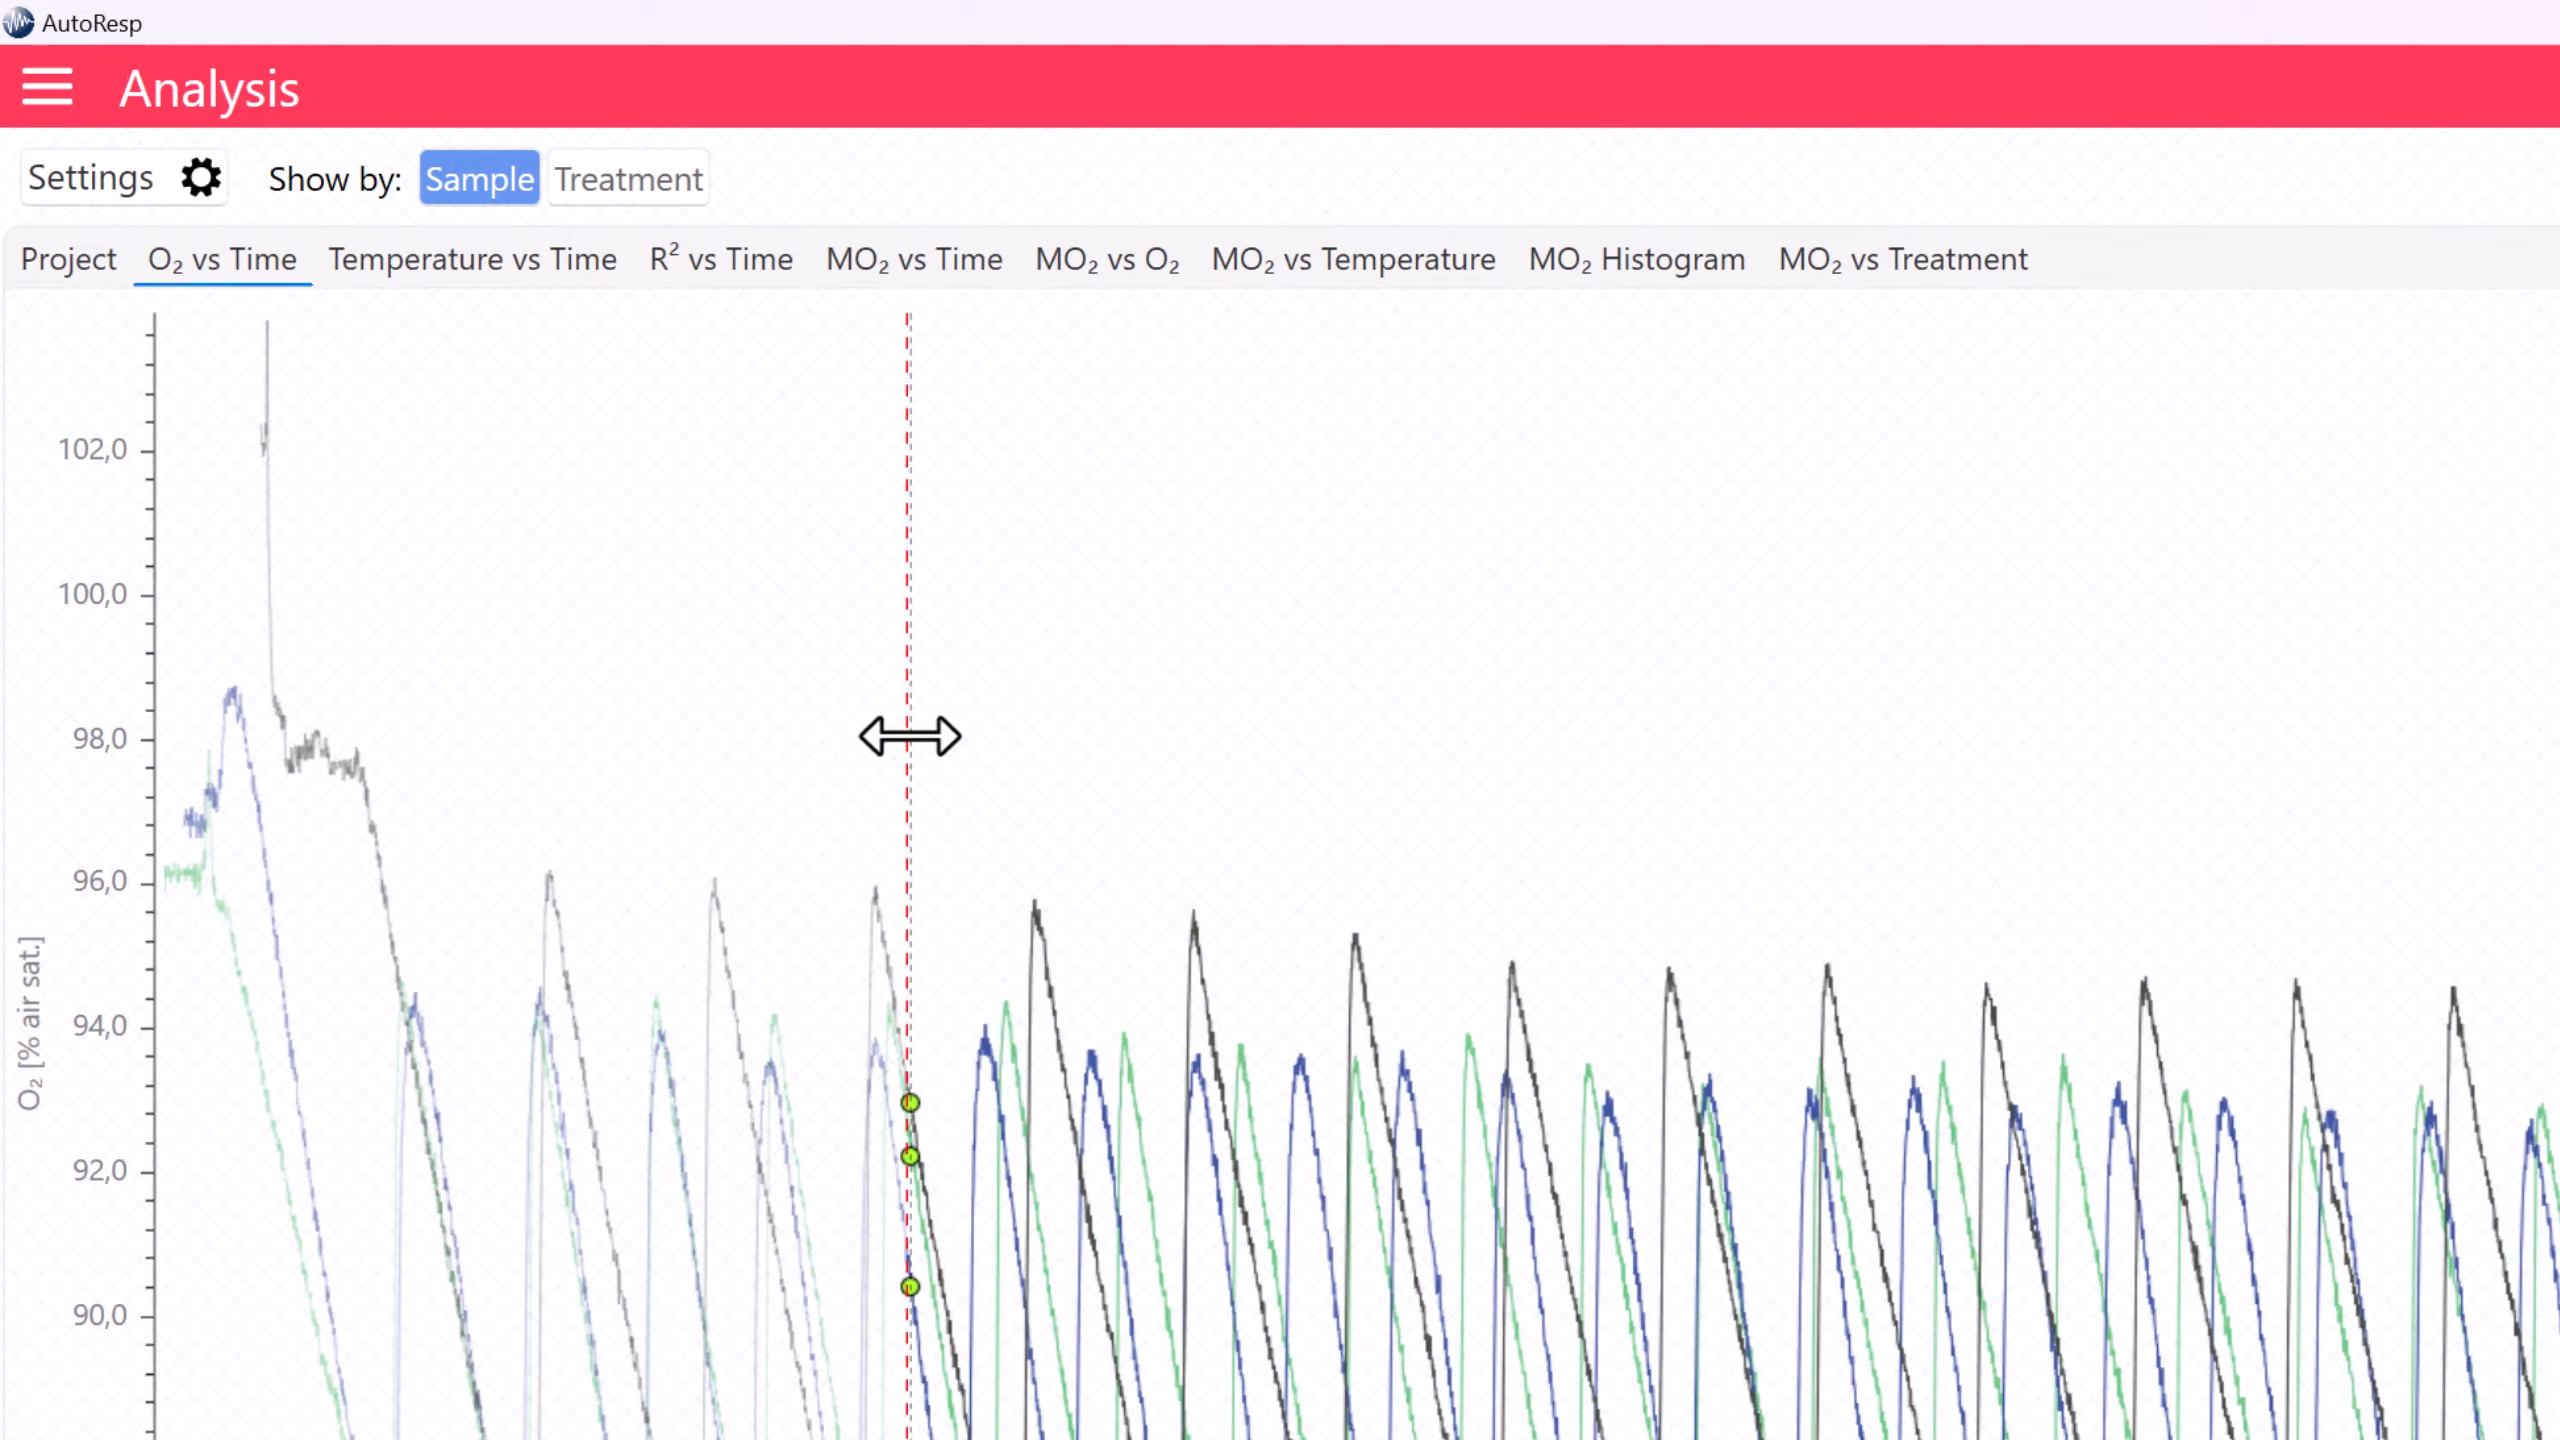 AutoResp
Analysis
Settings Show by: Sample Treatment
Project O₂ vs Time Temperature vs Time R² vs Time MO₂ vs Time MO₂ vs O₂ MO₂ vs Temperature MO₂ Histogram MO₂ vs Treatment
102,0
100,0
98,0
96,0
94,0
92,0
90,0
O₂ [% air sat.]